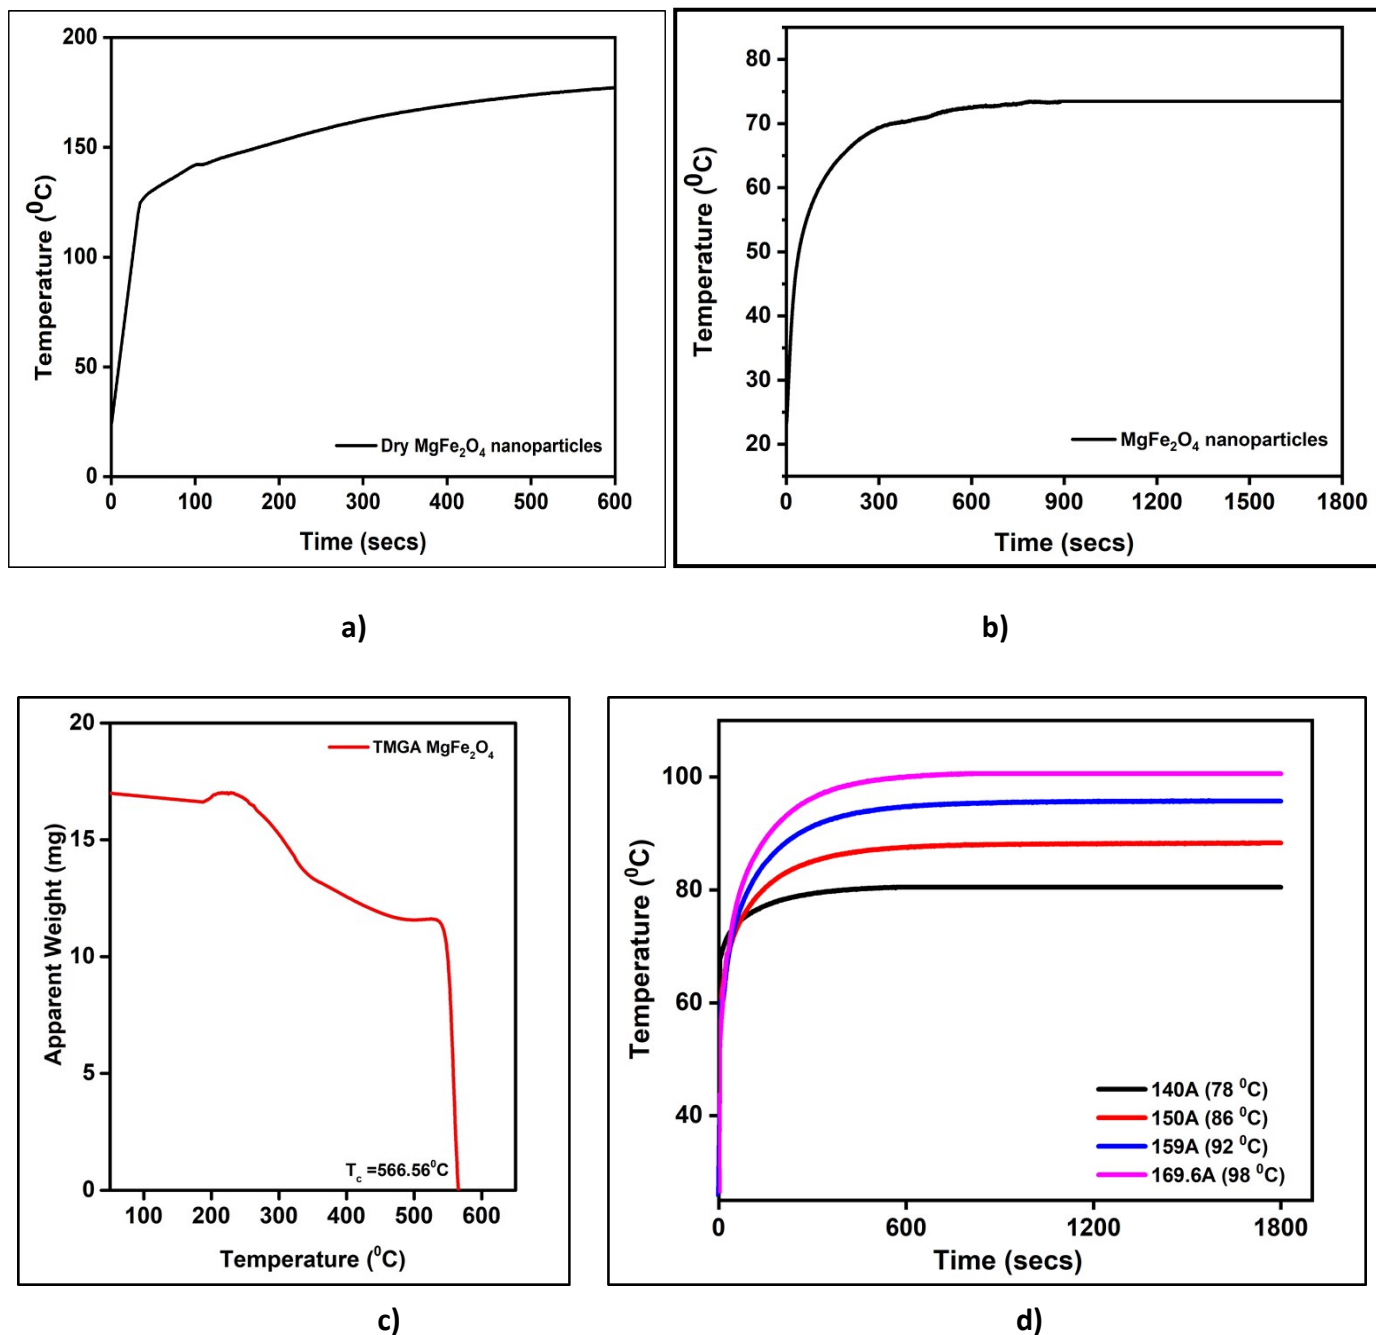 200
150
100
50
0
0 100 200 300 400 500 600
Temperature (⁰C)
Time (secs)
Dry MgFe₂O₄ nanoparticles
a)
80
70
60
50
40
30
20
0 300 600 900 1200 1500 1800
Temperature (⁰C)
Time (secs)
MgFe₂O₄ nanoparticles
b)
20
15
10
5
0
100 200 300 400 500 600
Apparent Weight (mg)
Temperature (⁰C)
TMGA MgFe₂O₄
T꜀ =566.56⁰C
c)
100
80
60
40
0 600 1200 1800
Temperature (⁰C)
Time (secs)
140A (78 ⁰C)
150A (86 ⁰C)
159A (92 ⁰C)
169.6A (98 ⁰C)
d)